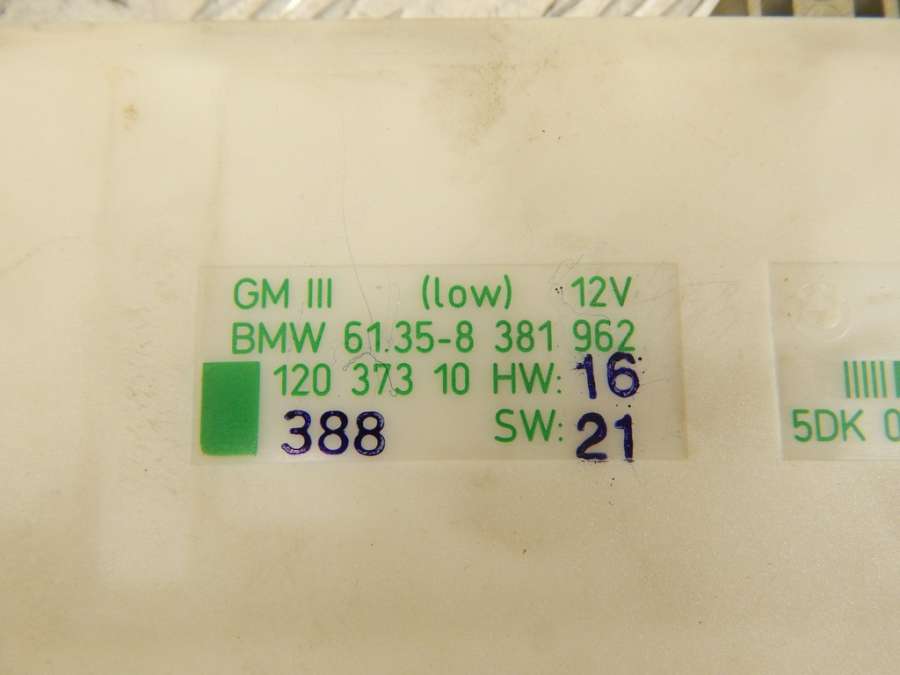 GM III (low) 12V
BMW 61.35-8 381 962
120 373 10 HW: 16
388 SW: 21
5DK 0